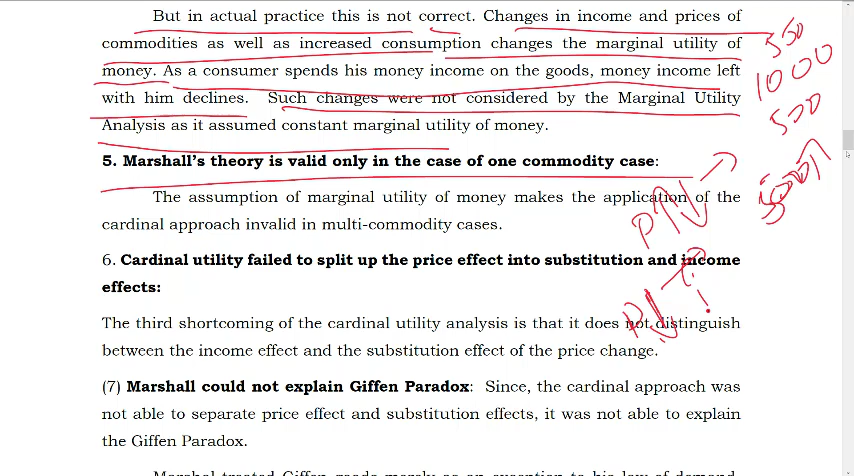 But in actual practice this is not correct. Changes in income and prices of
commodities as well as increased consumption changes the marginal utility of
money. As a consumer spends his money income on the goods, money income left
with him declines. Such changes were not considered by the Marginal Utility
Analysis as it assumed constant marginal utility of money.
550
1000
500
5. Marshall's theory is valid only in the case of one commodity case:
The assumption of marginal utility of money makes the application of the
cardinal approach invalid in multi-commodity cases.
6. Cardinal utility failed to split up the price effect into substitution and income
effects:
The third shortcoming of the cardinal utility analysis is that it does not distinguish
between the income effect and the substitution effect of the price change.
(7) Marshall could not explain Giffen Paradox: Since, the cardinal approach was
not able to separate price effect and substitution effects, it was not able to explain
the Giffen Paradox.